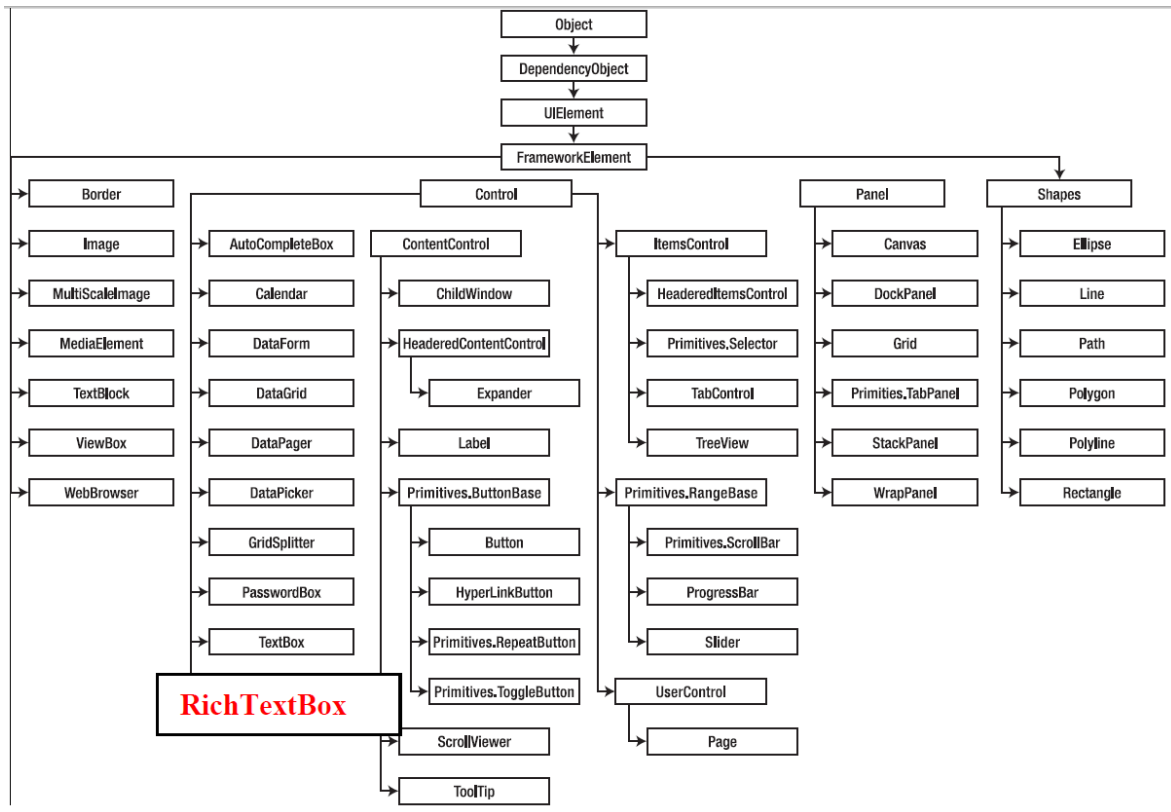 Object
DependencyObject
UIElement
FrameworkElement
Border
Control
Panel
Shapes
Image
AutoCompleteBox
ContentControl
ItemsControl
Canvas
Ellipse
MultiScaleImage
Calendar
ChildWindow
HeaderedItemsControl
DockPanel
Line
MediaElement
DataForm
HeaderedContentControl
Primitives.Selector
Grid
Path
TextBlock
DataGrid
Expander
TabControl
Primities.TabPanel
Polygon
ViewBox
DataPager
Label
TreeView
StackPanel
Polyline
WebBrowser
DataPicker
Primitives.ButtonBase
Primitives.RangeBase
WrapPanel
Rectangle
GridSplitter
Button
Primitives.ScrollBar
PasswordBox
HyperLinkButton
ProgressBar
TextBox
Primitives.RepeatButton
Slider
RichTextBox
Primitives.ToggleButton
UserControl
ScrollViewer
Page
ToolTip